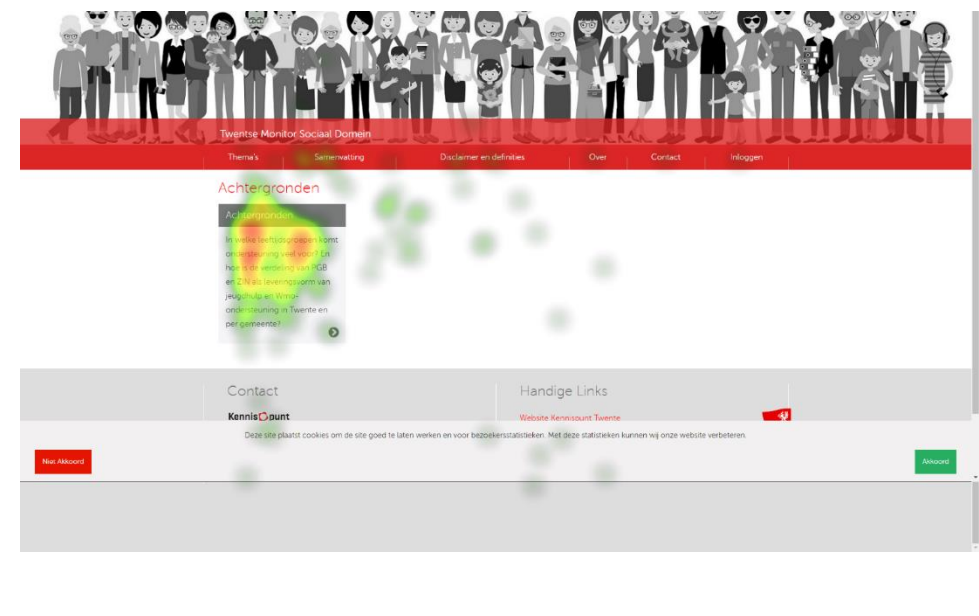 Twentse Monitor Sociaal Domein
Thema's Samenvatting Disclaimer en definities Over Contact Inloggen
Achtergronden
Achtergronden
In welke leeftijdsgroepen komt
ondersteuning veel voor? En
hoe is de verdeling van PGB
en ZIN als leveringsvorm van
jeugdhulp en Wmo-
ondersteuning in Twente en
per gemeente?
Contact
Handige Links
Kennispunt
Website Kennispunt Twente
Deze site plaatst cookies om de site goed te laten werken en voor bezoekersstatistieken. Met deze statistieken kunnen wij onze website verbeteren.
Niet Akkoord
Akkoord